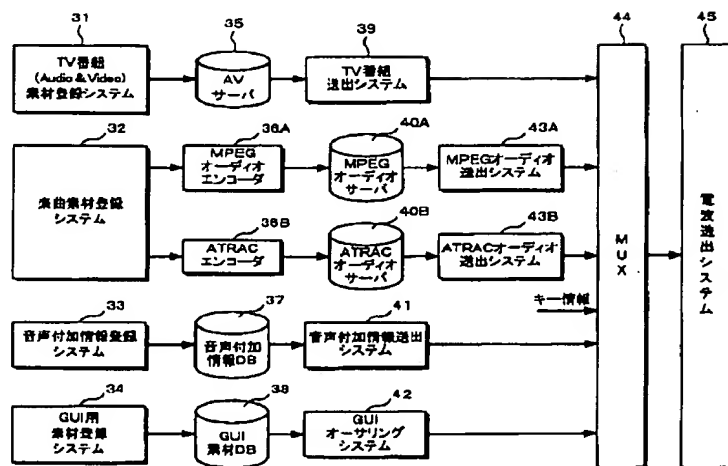 31
TV番組
(Audio & Video)
素材登録システム
35
AV
サーバ
39
TV番組
送出システム
44
MUX
45
電波送出システム
32
楽曲素材登録
システム
36A
MPEG
オーディオ
エンコーダ
40A
MPEG
オーディオ
サーバ
43A
MPEGオーディオ
送出システム
36B
ATRAC
エンコーダ
40B
ATRAC
オーディオ
サーバ
43B
ATRACオーディオ
送出システム
キー情報
33
音声付加情報登録
システム
37
音声付加
情報DB
41
音声付加情報送出
システム
34
GUI用
素材登録
システム
38
GUI
素材DB
42
GUI
オーサリング
システム